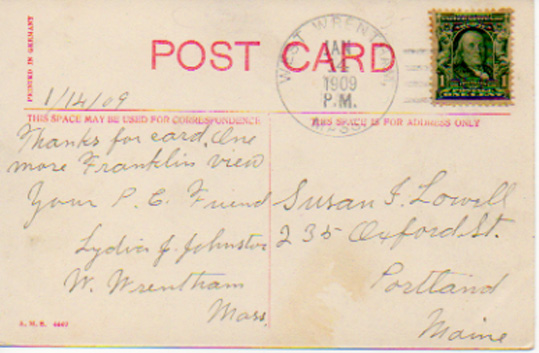 PRINTED IN GERMANY
POST CARD
WEST WRENTHAM,
JAN
14
1909
P.M.
MASS.
1 1
1/14/09
THIS SPACE MAY BE USED FOR CORRESPONDENCE
THIS SPACE IS FOR ADDRESS ONLY
Thanks for card. One
more Franklin view
Your P. C. Friend
Lydia J. Johnston
W. Wrentham
Mass.
Susan I. Lowell
235 Oxford St.
Portland
Maine